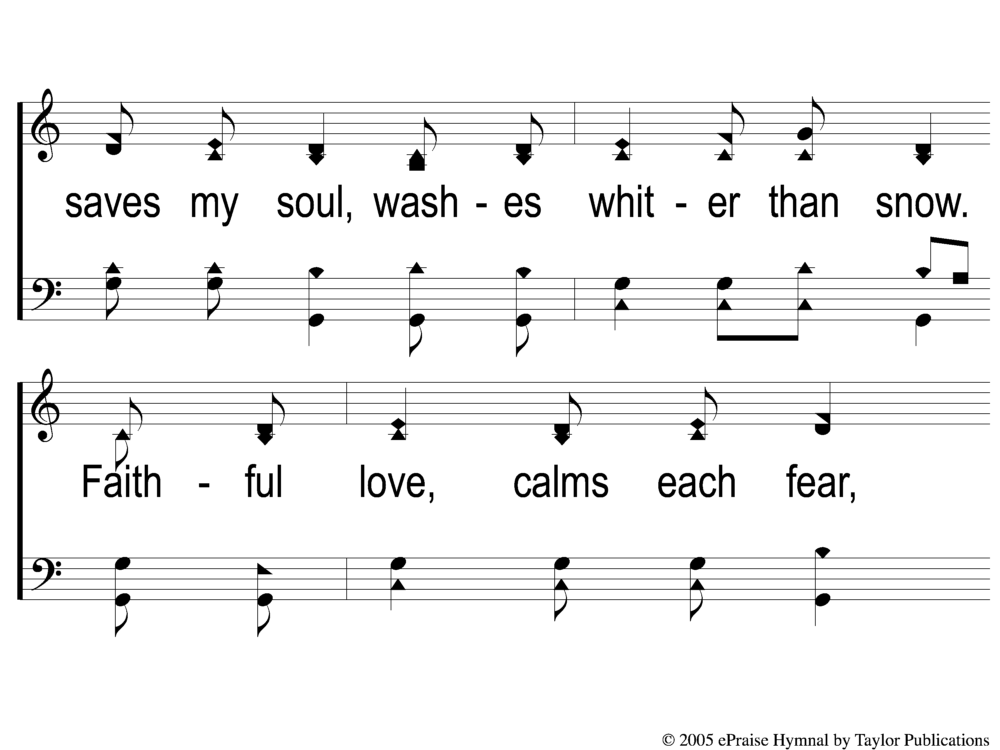 saves my soul, wash - es whit - er than snow.
Faith - ful love, calms each fear,
© 2005 ePraise Hymnal by Taylor Publications